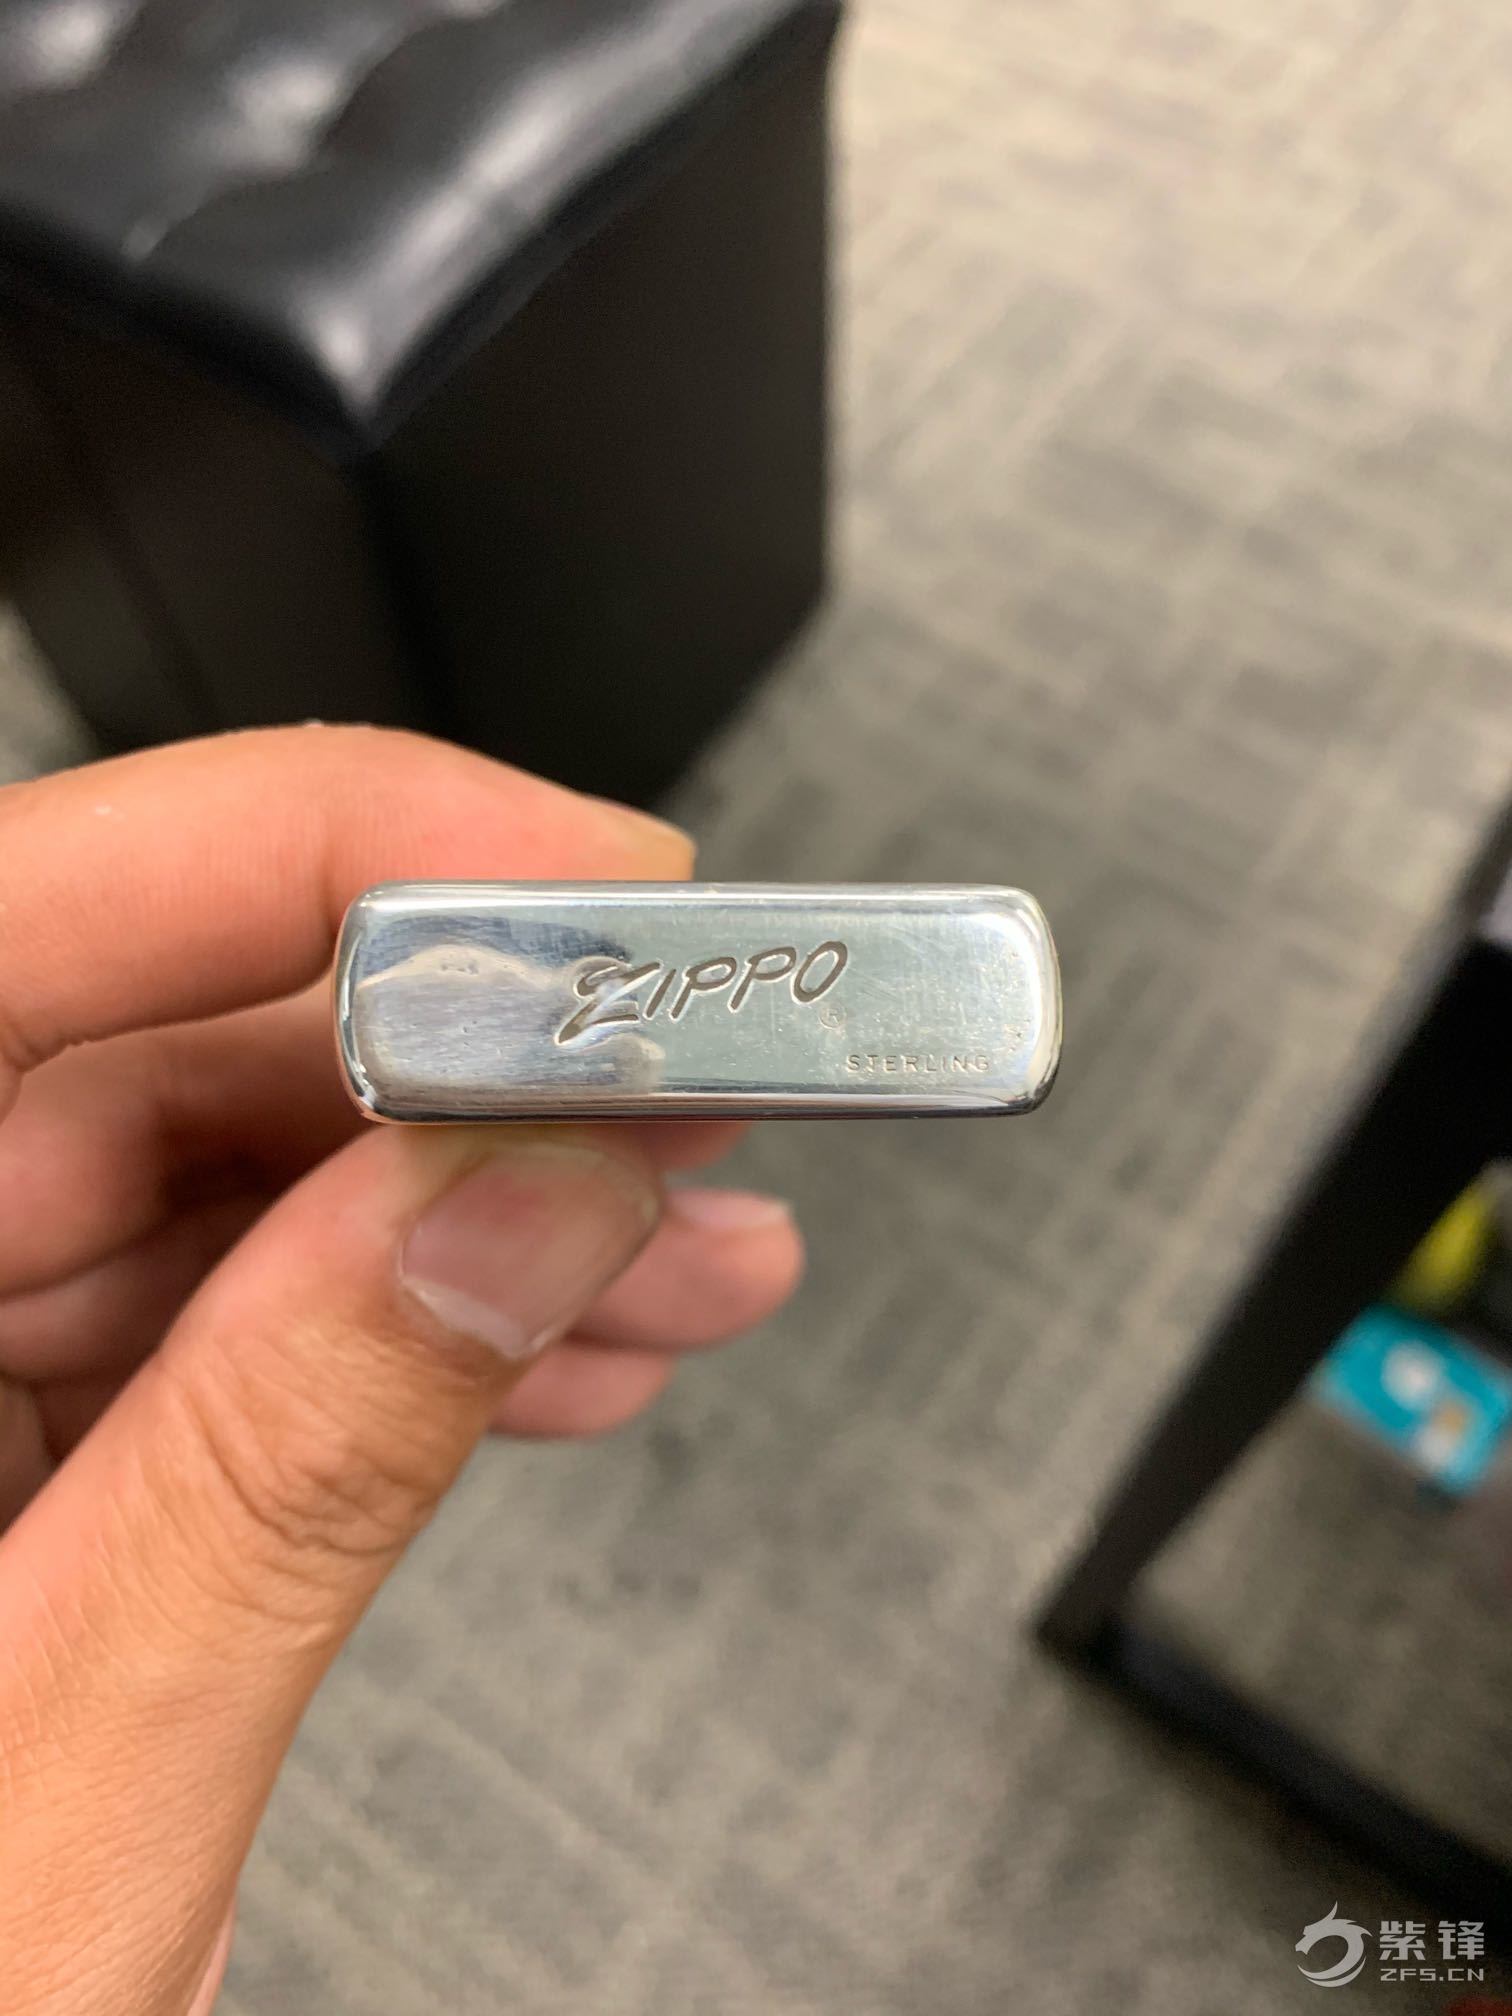 ZIPPO
®
STERLING
紫锋
ZFS.CN